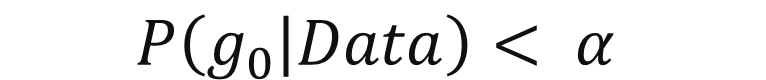 P(g₀|Data) < α